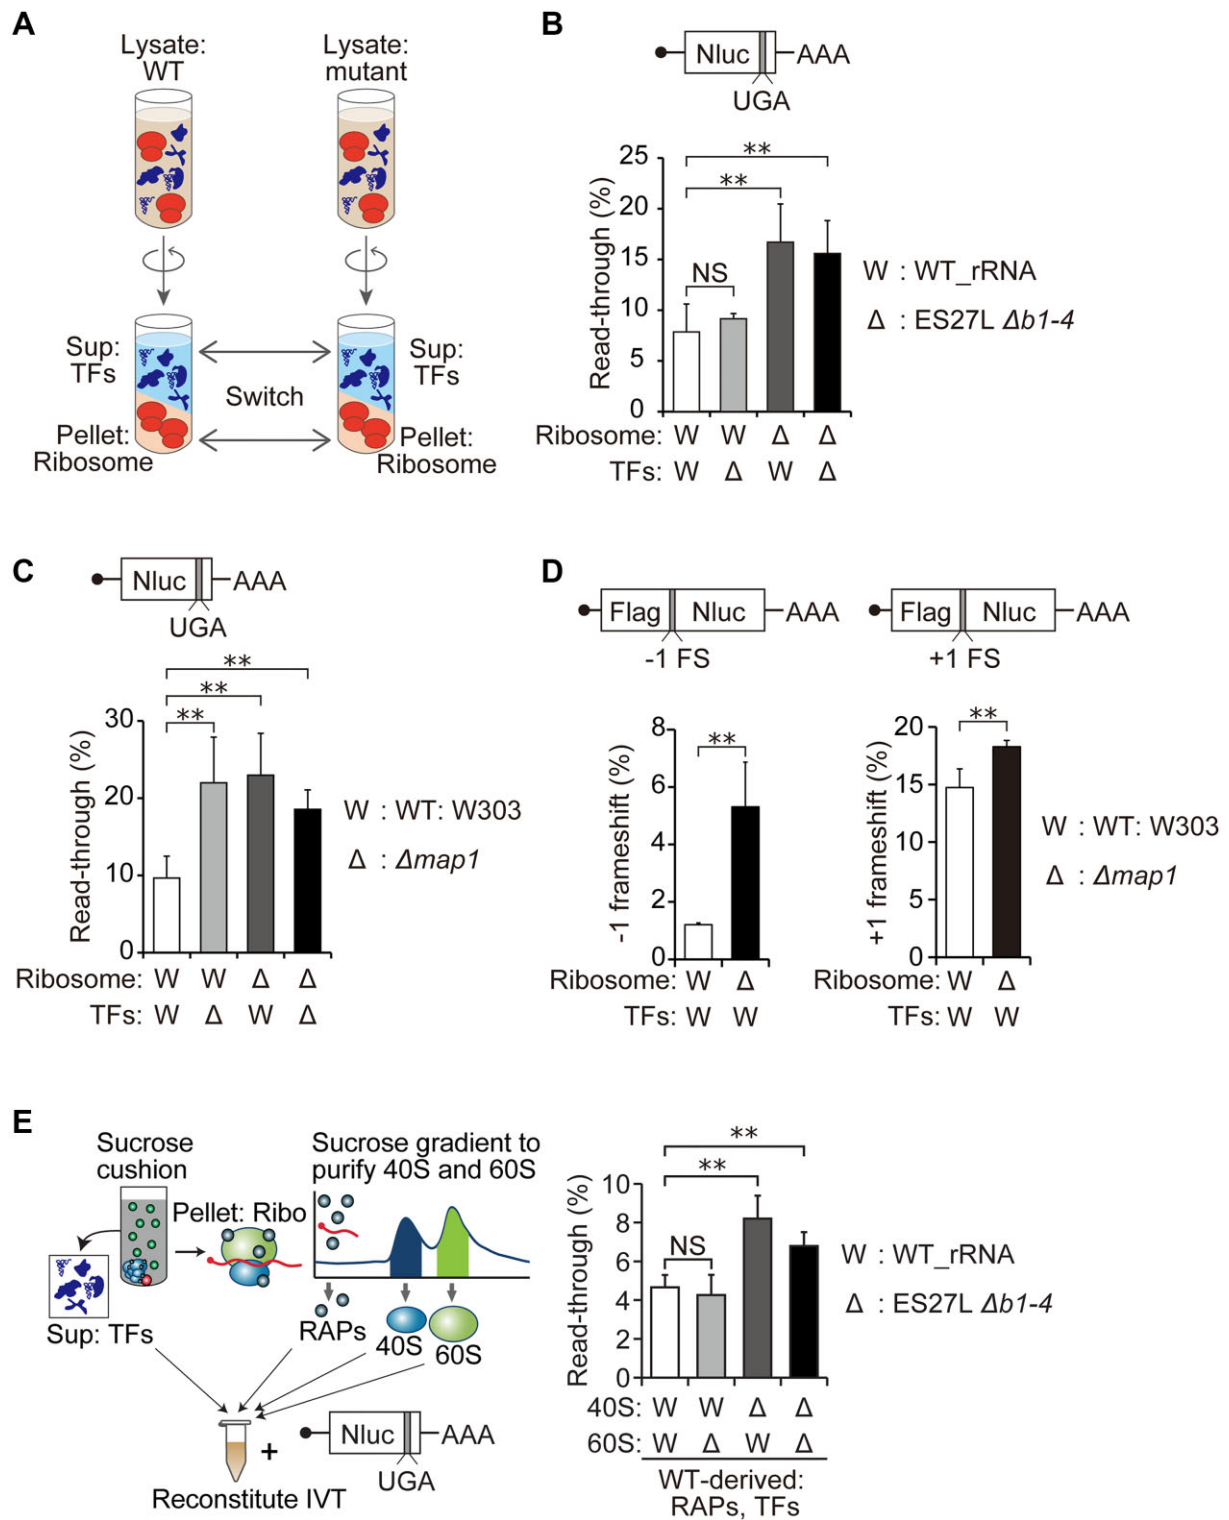 A
Lysate:
WT
Lysate:
mutant
Sup:
TFs
Switch
Sup:
TFs
Pellet:
Ribosome
Pellet:
Ribosome
B
Nluc
AAA
UGA
Read-through (%)
25
20
15
10
5
0
**
**
NS
Ribosome: W W Δ Δ
TFs: W Δ W Δ
W : WT_rRNA
Δ : ES27L Δb1-4
C
Nluc
AAA
UGA
Read-through (%)
30
20
10
0
**
**
**
Ribosome: W W Δ Δ
TFs: W Δ W Δ
W : WT: W303
Δ : Δmap1
D
Flag
Nluc
AAA
-1 FS
Flag
Nluc
AAA
+1 FS
-1 frameshift (%)
8
6
4
2
0
**
Ribosome: W Δ
TFs: W W
+1 frameshift (%)
20
15
10
5
0
**
Ribosome: W Δ
TFs: W W
W : WT: W303
Δ : Δmap1
E
Sucrose
cushion
Pellet: Ribo
Sucrose gradient to
purify 40S and 60S
Sup: TFs
RAPs
40S
60S
+
Nluc
AAA
UGA
Reconstitute IVT
Read-through (%)
10
8
6
4
2
0
**
**
NS
40S: W W Δ Δ
60S: W Δ W Δ
WT-derived:
RAPs, TFs
W : WT_rRNA
Δ : ES27L Δb1-4